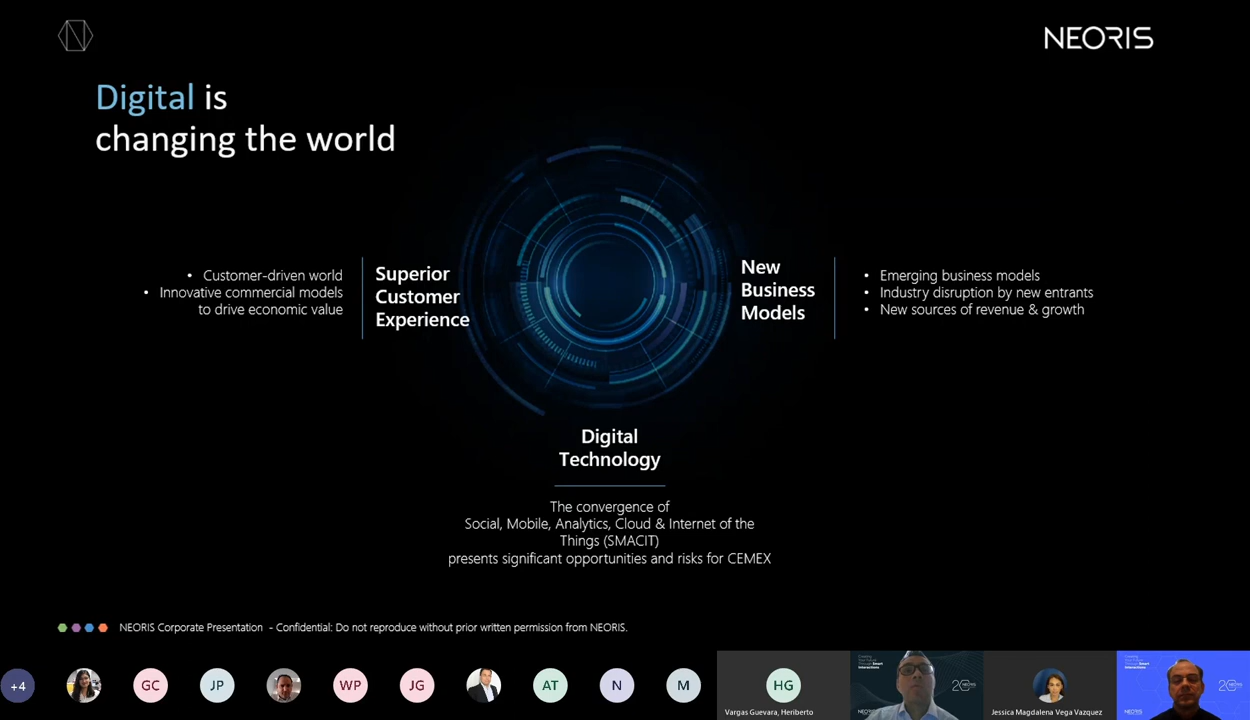 NEORIS
Digital is
changing the world
• Customer-driven world
• Innovative commercial models
to drive economic value
Superior
Customer
Experience
New
Business
Models
• Emerging business models
• Industry disruption by new entrants
• New sources of revenue & growth
Digital
Technology
The convergence of
Social, Mobile, Analytics, Cloud & Internet of the
Things (SMACIT)
presents significant opportunities and risks for CEMEX
NEORIS Corporate Presentation - Confidential: Do not reproduce without prior written permission from NEORIS.
+4
GC
JP
WP
JG
AT
N
M
HG
Vargas Guevara, Heriberto
Jessica Magdalena Vega Vazquez